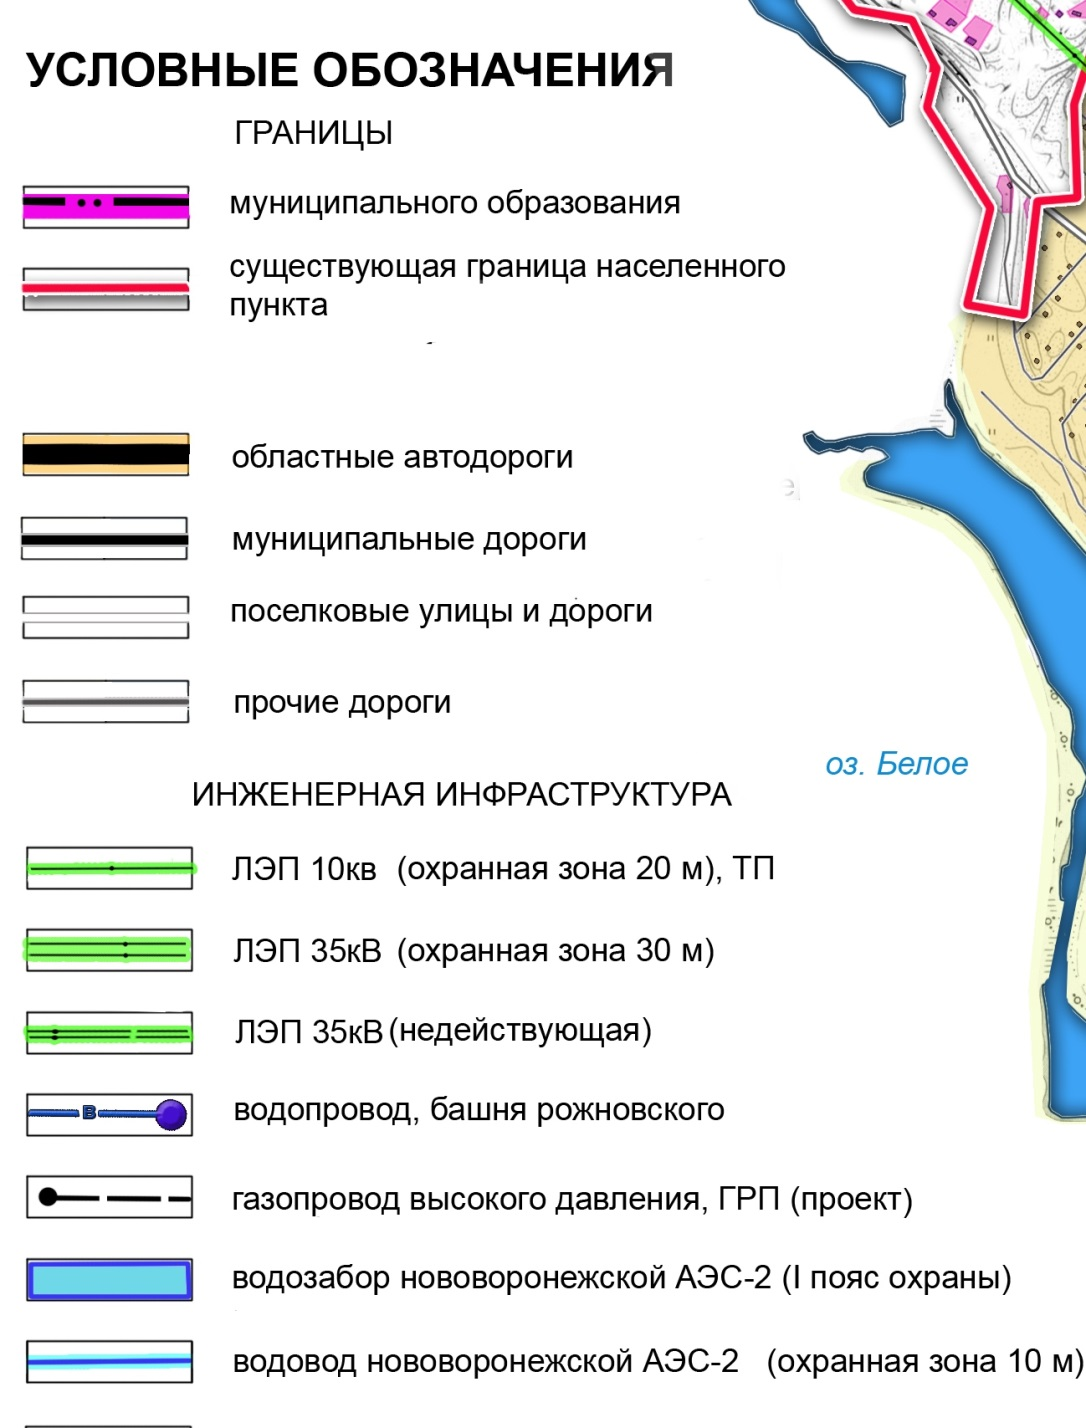 УСЛОВНЫЕ ОБОЗНАЧЕНИЯ
ГРАНИЦЫ
муниципального образования
существующая граница населенного
пункта
областные автодороги
муниципальные дороги
поселковые улицы и дороги
прочие дороги
оз. Белое
ИНЖЕНЕРНАЯ ИНФРАСТРУКТУРА
ЛЭП 10кв (охранная зона 20 м), ТП
ЛЭП 35кВ (охранная зона 30 м)
ЛЭП 35кВ (недействующая)
В
водопровод, башня рожновского
газопровод высокого давления, ГРП (проект)
водозабор нововоронежской АЭС-2 (I пояс охраны)
водовод нововоронежской АЭС-2 (охранная зона 10 м)